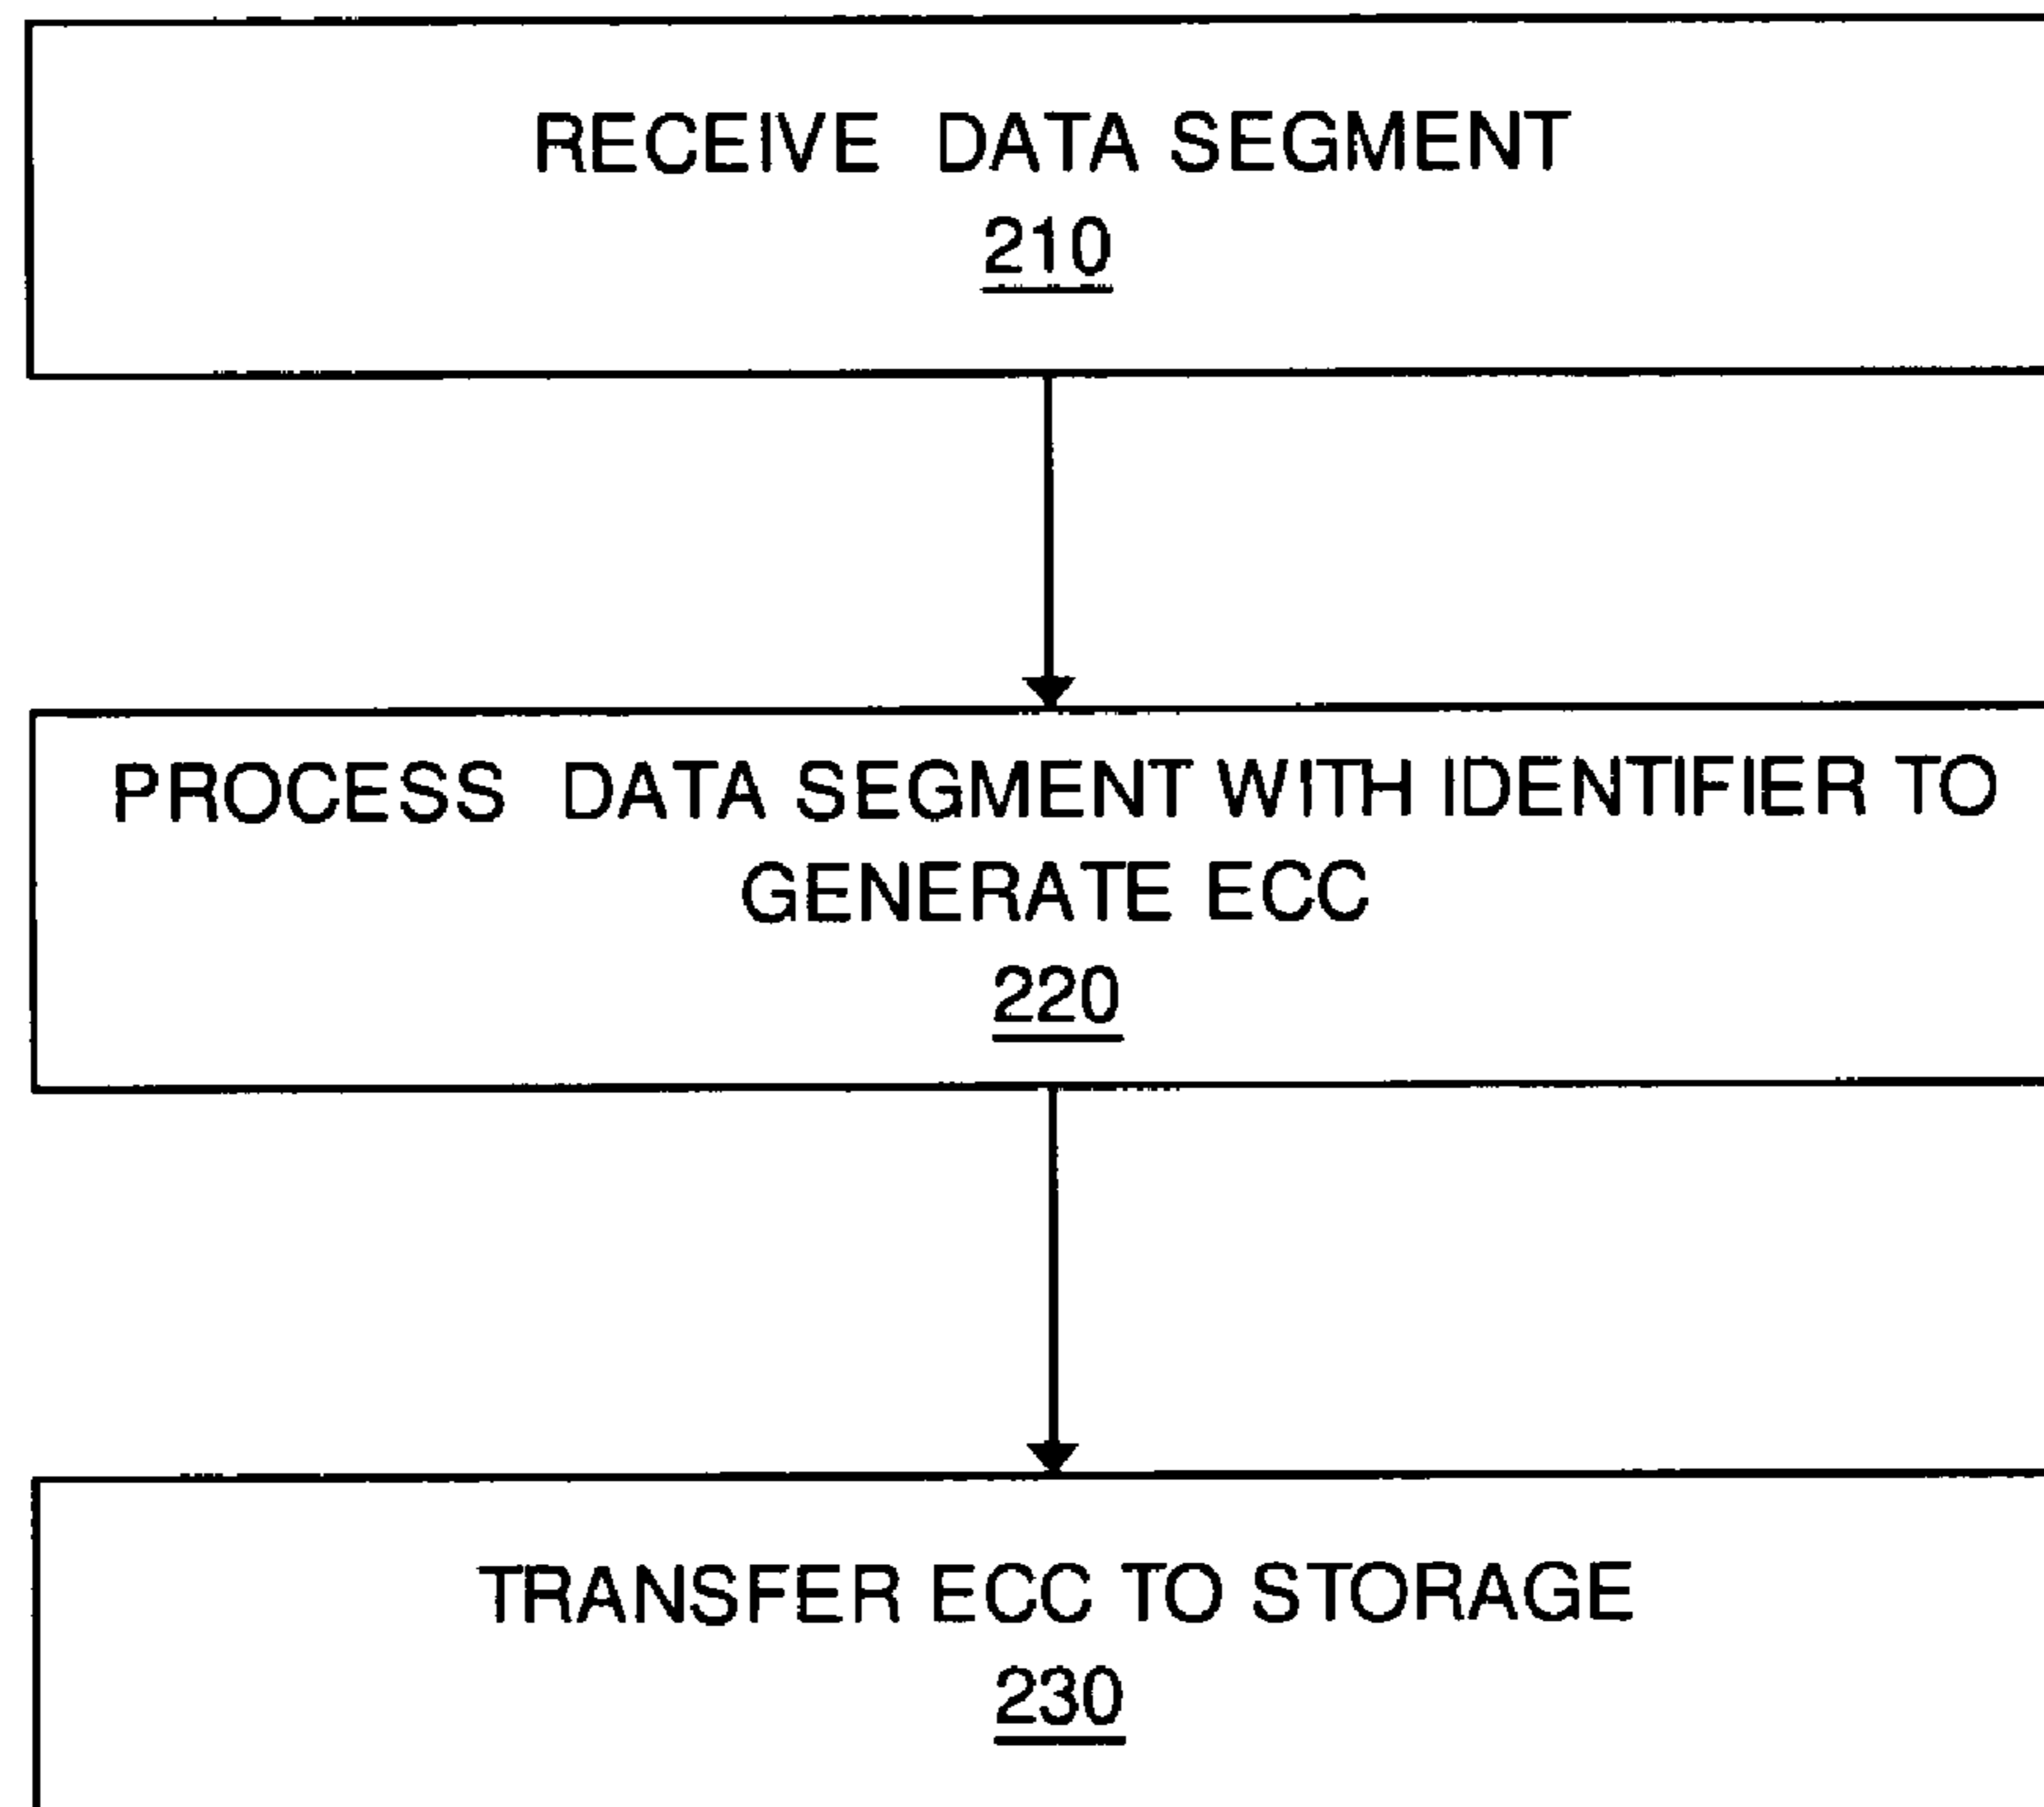 RECEIVE DATA SEGMENT
210
PROCESS DATA SEGMENT WITH IDENTIFIER TO
GENERATE ECC
220
TRANSFER ECC TO STORAGE
230